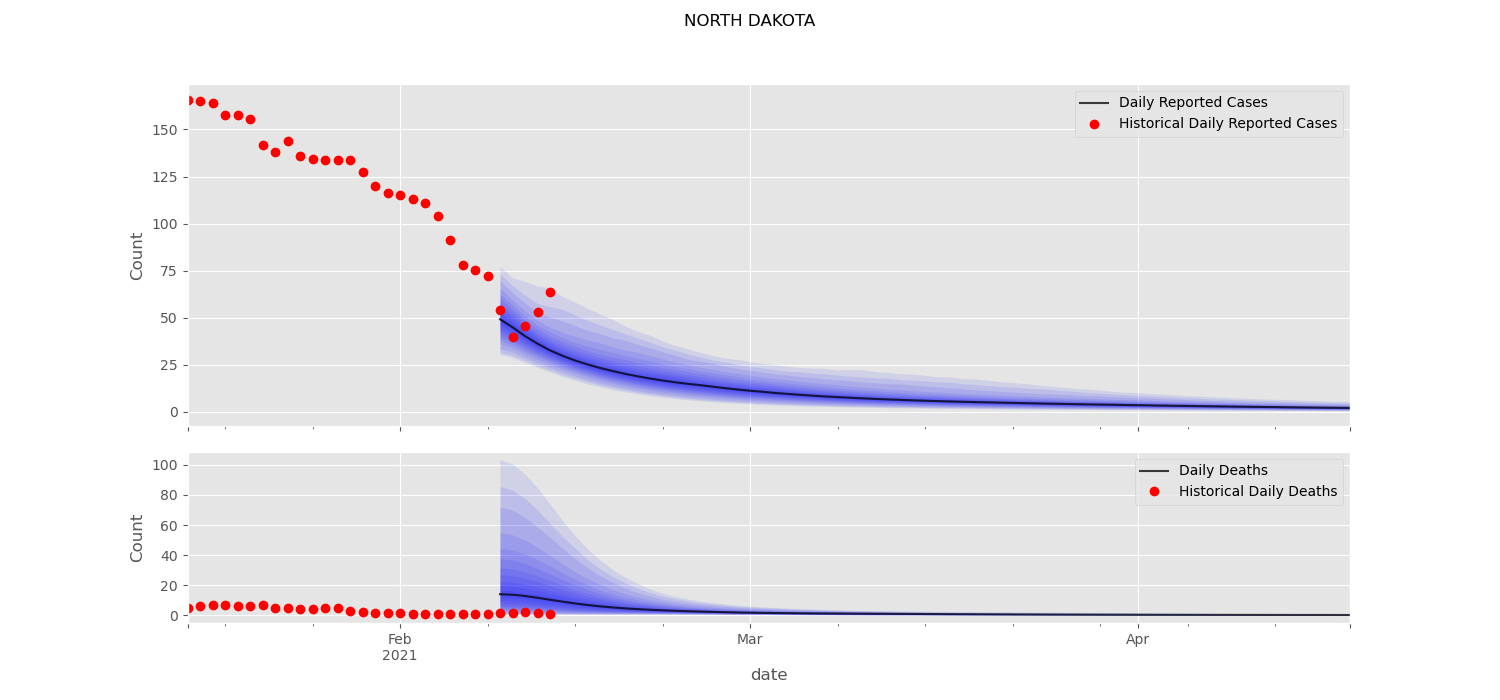 NORTH DAKOTA
Daily Reported Cases
Historical Daily Reported Cases
150
125
100
75
50
25
0
Count
Daily Deaths
Historical Daily Deaths
100
80
60
40
20
0
Count
Feb
2021
Mar
Apr
date